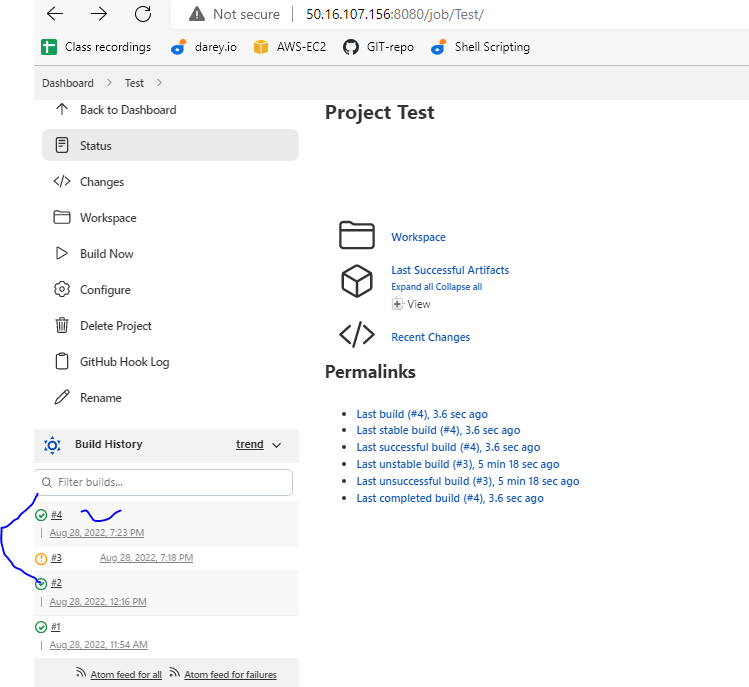 Not secure | 50.16.107.156:8080/job/Test/
Class recordings darey.io AWS-EC2 GIT-repo Shell Scripting
Dashboard > Test >
Back to Dashboard
Status
Changes
Workspace
Build Now
Configure
Delete Project
GitHub Hook Log
Rename
Build History trend
Filter builds...
#4
Aug 28, 2022, 7:23 PM
#3 Aug 28, 2022, 7:18 PM
#2
Aug 28, 2022, 12:16 PM
#1
Aug 28, 2022, 11:54 AM
Atom feed for all Atom feed for failures
Project Test
Workspace
Last Successful Artifacts
Expand all Collapse all
View
Recent Changes
Permalinks
Last build (#4), 3.6 sec ago
Last stable build (#4), 3.6 sec ago
Last successful build (#4), 3.6 sec ago
Last unstable build (#3), 5 min 18 sec ago
Last unsuccessful build (#3), 5 min 18 sec ago
Last completed build (#4), 3.6 sec ago